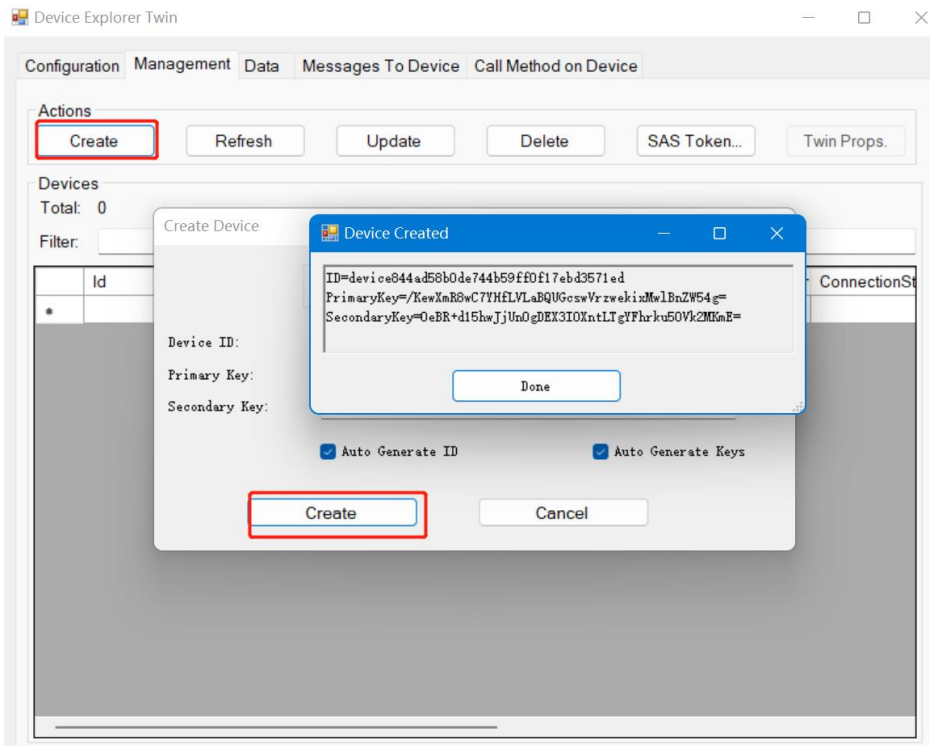 Device Explorer Twin
Configuration Management Data Messages To Device Call Method on Device
Actions
Create Refresh Update Delete SAS Token... Twin Props.
Devices
Total: 0
Filter:
Create Device
Device Created
Id ConnectionSt
ID=device844ad58b0de744b59ff0f17ebd3571ed
PrimaryKey=/KewXmR8wC7YHfLVLaBQUGcswVrzwekixMwlBnZW54g=
SecondaryKey=OeBR+d15hwJjUnOgDEX3IOXntLTgYFhrku50Vk2MKmE=
Device ID:
Primary Key:
Secondary Key:
Done
Auto Generate ID Auto Generate Keys
Create Cancel